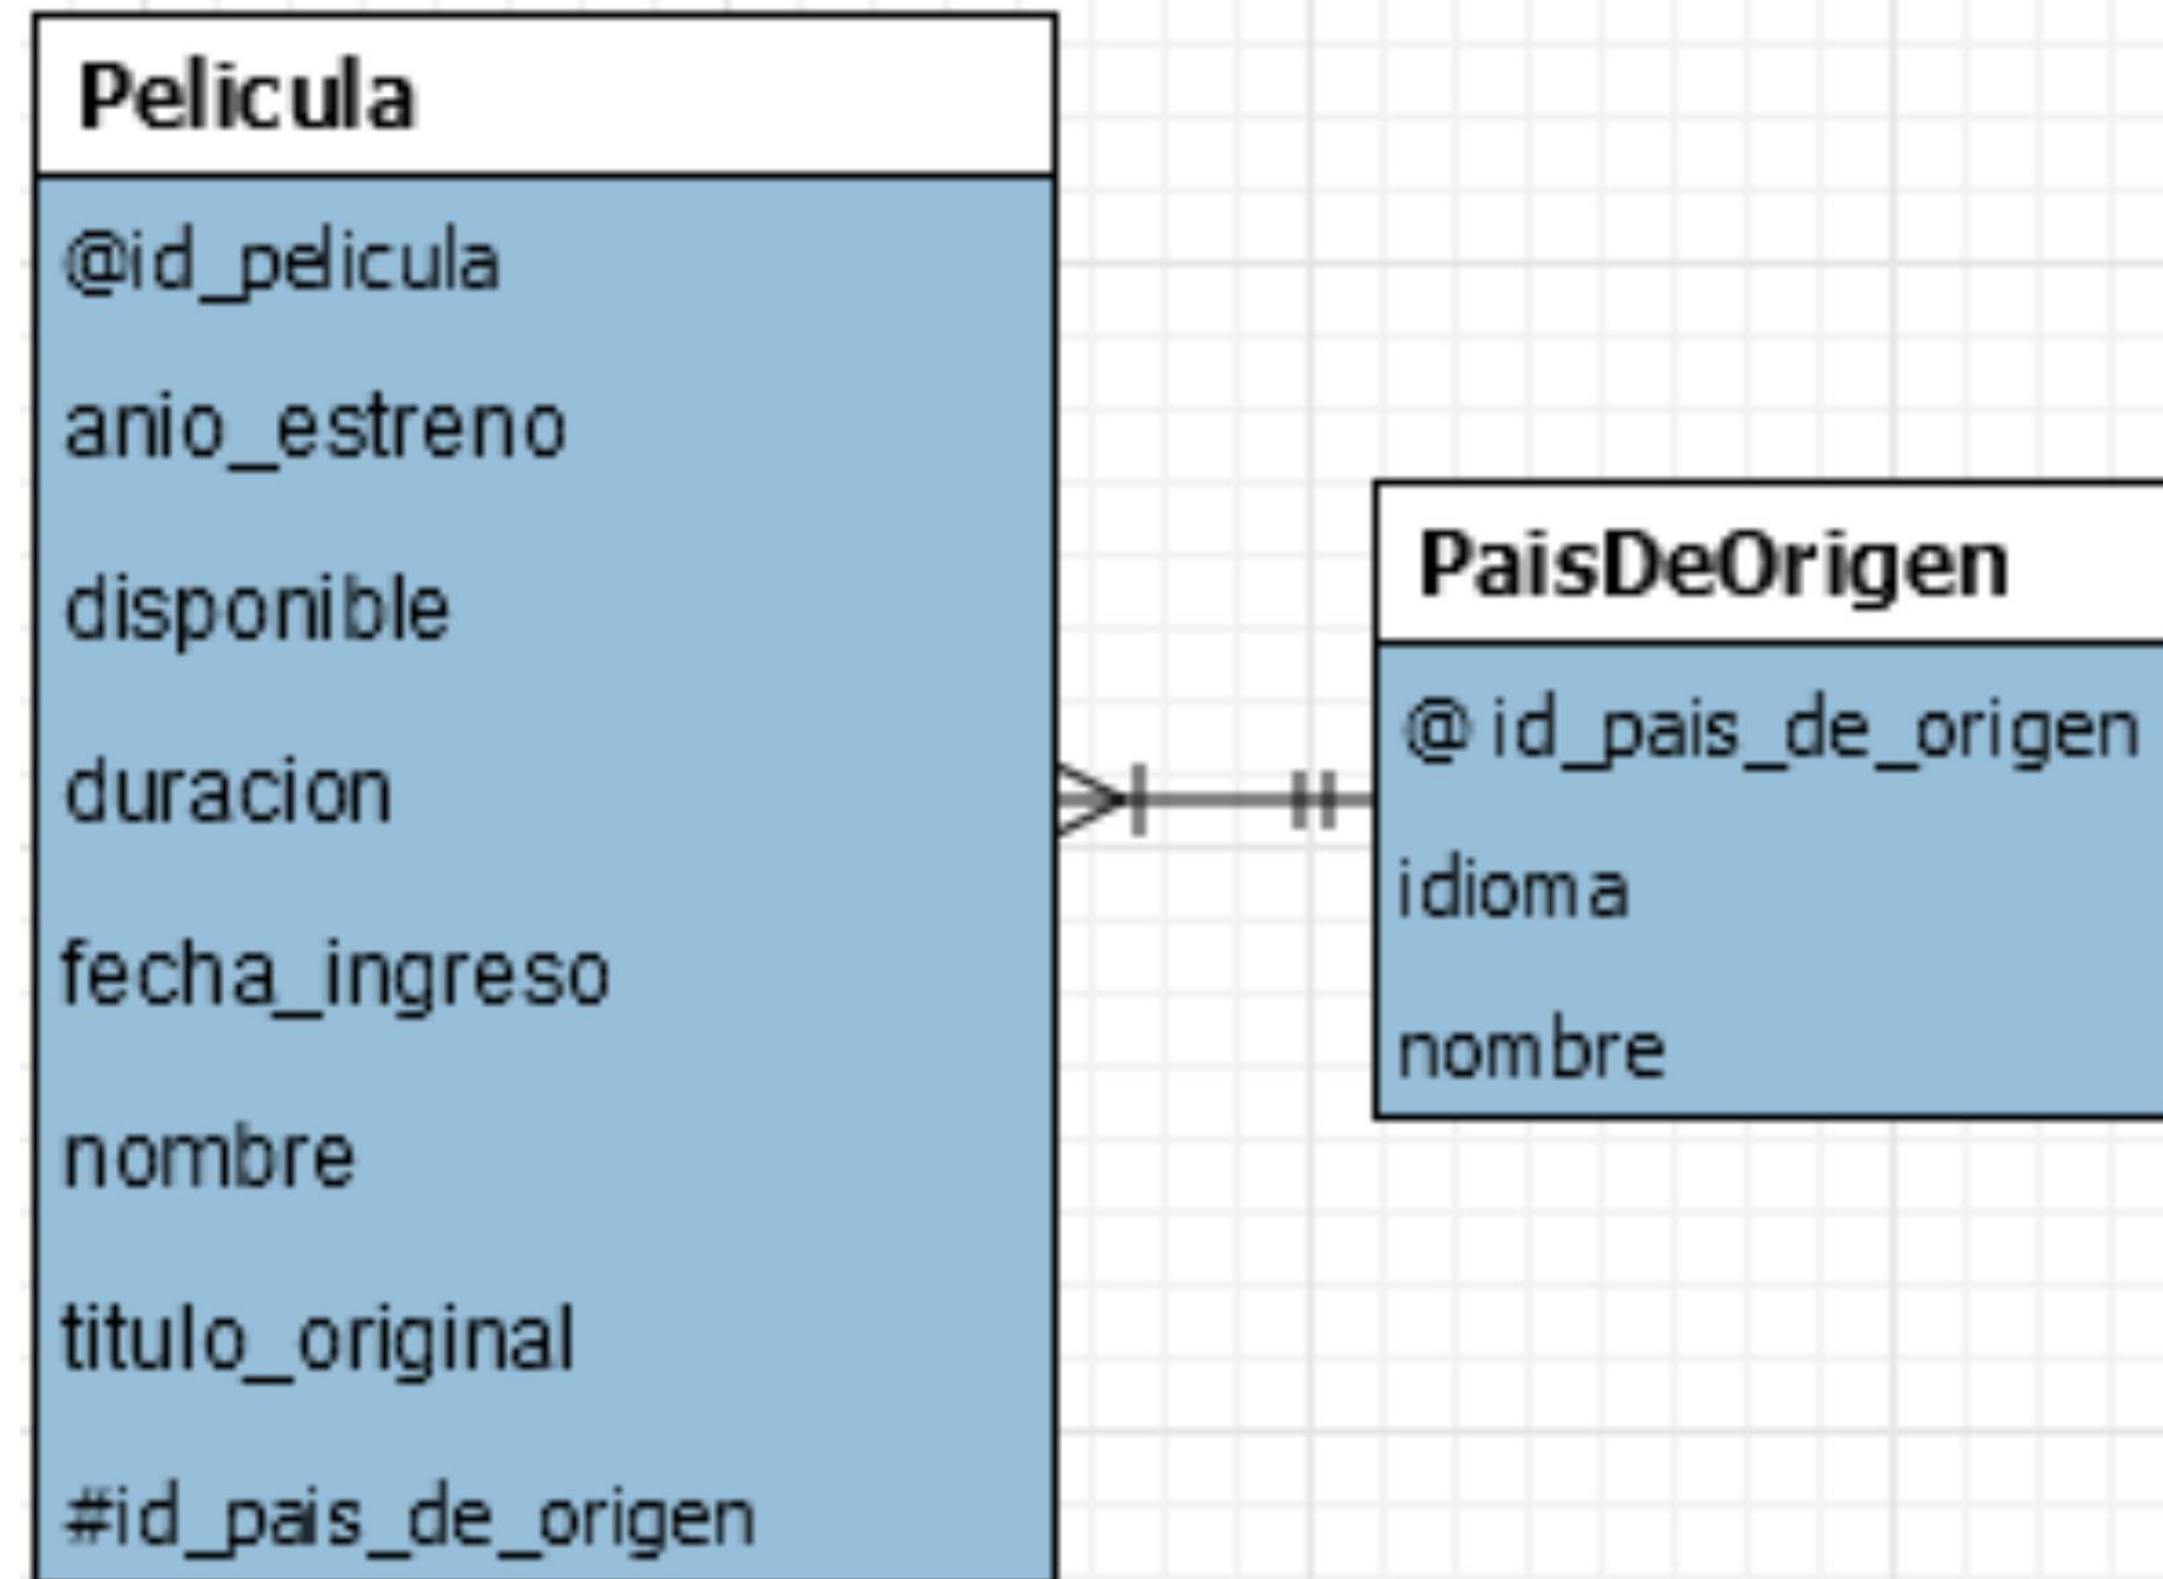 Pelicula
@id_pelicula
anio_estreno
disponible
duracion
fecha_ingreso
nombre
titulo_original
#id_pais_de_origen
PaisDeOrigen
@ id_pais_de_origen
idioma
nombre